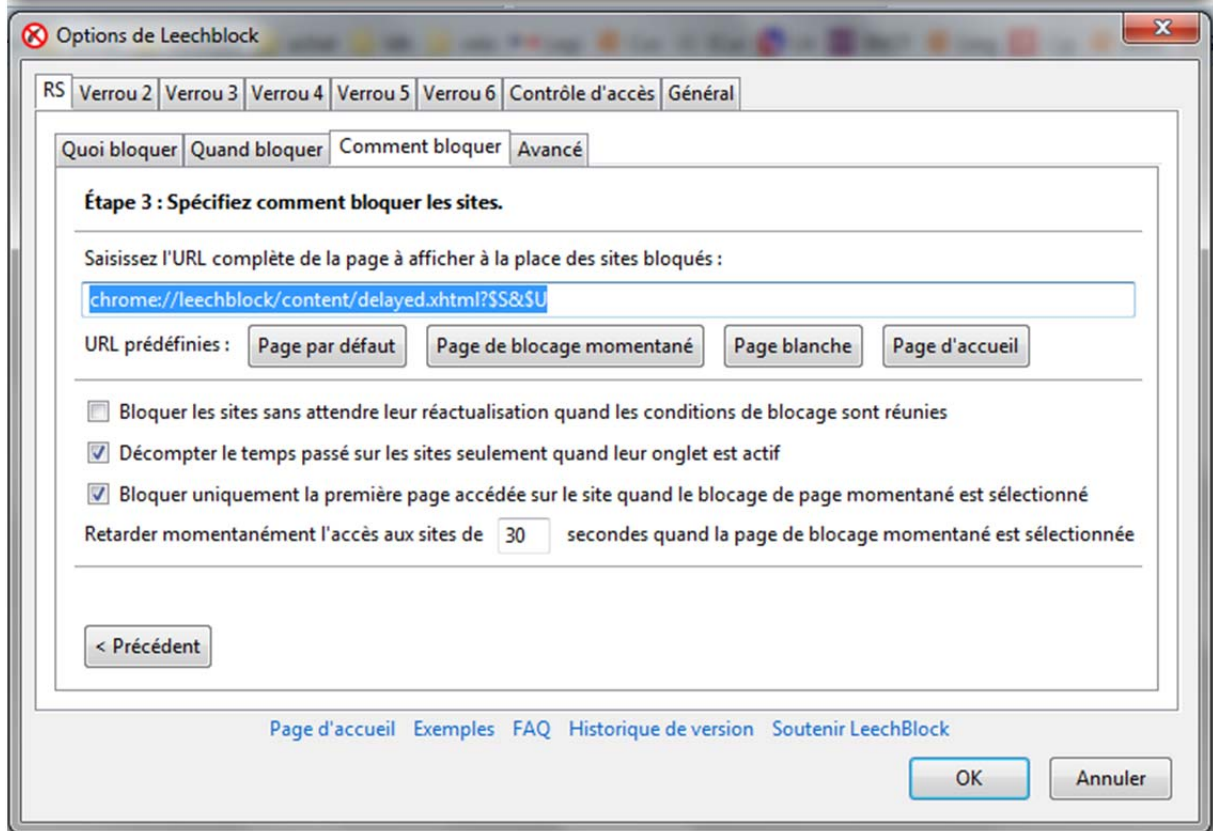 Options de Leechblock
RS Verrou 2 Verrou 3 Verrou 4 Verrou 5 Verrou 6 Contrôle d'accès Général
Quoi bloquer Quand bloquer Comment bloquer Avancé
Étape 3 : Spécifiez comment bloquer les sites.
Saisissez l'URL complète de la page à afficher à la place des sites bloqués :
chrome://leechblock/content/delayed.xhtml?$S&$U
URL prédéfinies : Page par défaut Page de blocage momentané Page blanche Page d'accueil
Bloquer les sites sans attendre leur réactualisation quand les conditions de blocage sont réunies
Décompter le temps passé sur les sites seulement quand leur onglet est actif
Bloquer uniquement la première page accédée sur le site quand le blocage de page momentané est sélectionné
Retarder momentanément l'accès aux sites de 30 secondes quand la page de blocage momentané est sélectionnée
< Précédent
Page d'accueil Exemples FAQ Historique de version Soutenir LeechBlock
OK Annuler